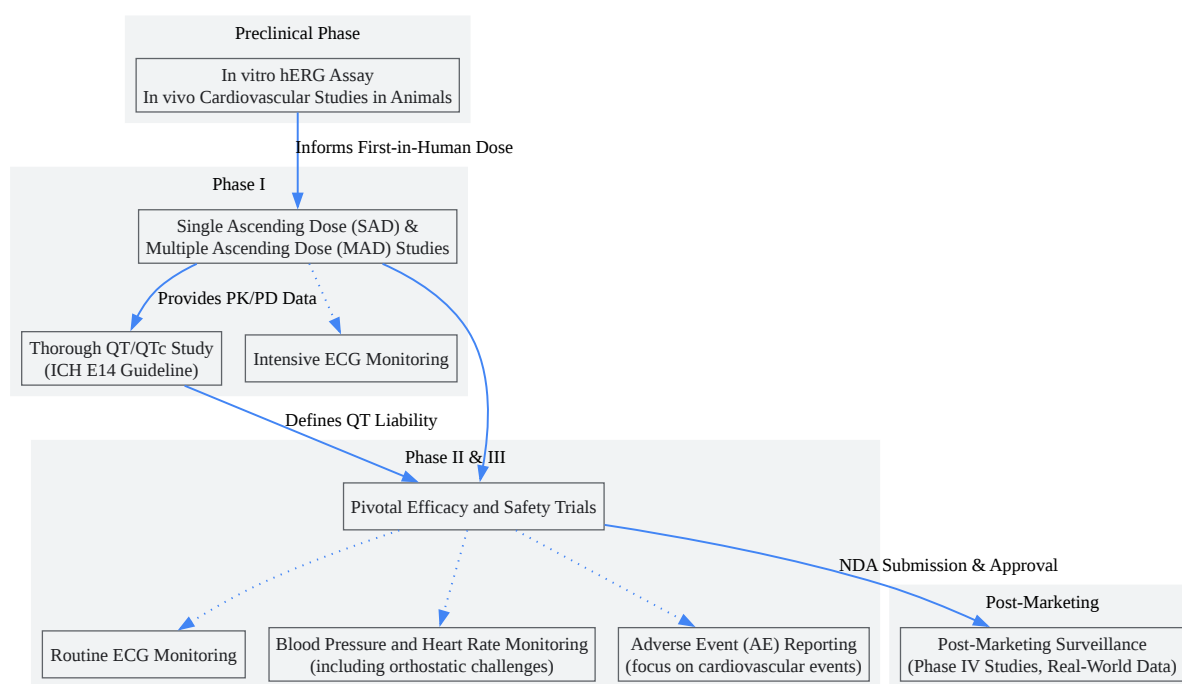 Preclinical Phase
In vitro hERG Assay
In vivo Cardiovascular Studies in Animals
Informs First-in-Human Dose
Phase I
Single Ascending Dose (SAD) &
Multiple Ascending Dose (MAD) Studies
Provides PK/PD Data
Thorough QT/QTc Study
(ICH E14 Guideline)
Intensive ECG Monitoring
Defines QT Liability
Phase II & III
Pivotal Efficacy and Safety Trials
NDA Submission & Approval
Routine ECG Monitoring
Blood Pressure and Heart Rate Monitoring
(including orthostatic challenges)
Adverse Event (AE) Reporting
(focus on cardiovascular events)
Post-Marketing
Post-Marketing Surveillance
(Phase IV Studies, Real-World Data)